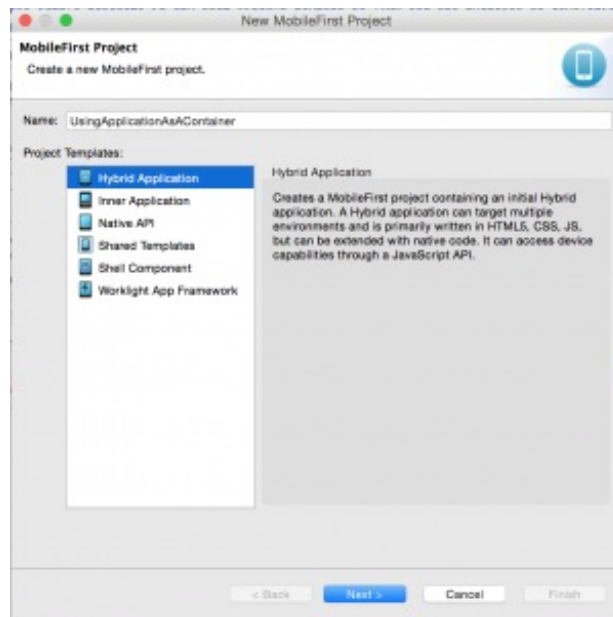 New MobileFirst Project
MobileFirst Project
Create a new MobileFirst project.
Name: UsingApplicationAsAContainer
Project Templates:
Hybrid Application
Inner Application
Native API
Shared Templates
Shell Component
Worklight App Framework
Hybrid Application
Creates a MobileFirst project containing an initial Hybrid
application. A Hybrid application can target multiple
environments and is primarily written in HTML5, CSS, JS,
but can be extended with native code. It can access device
capabilities through a JavaScript API.
< Back Next > Cancel Finish